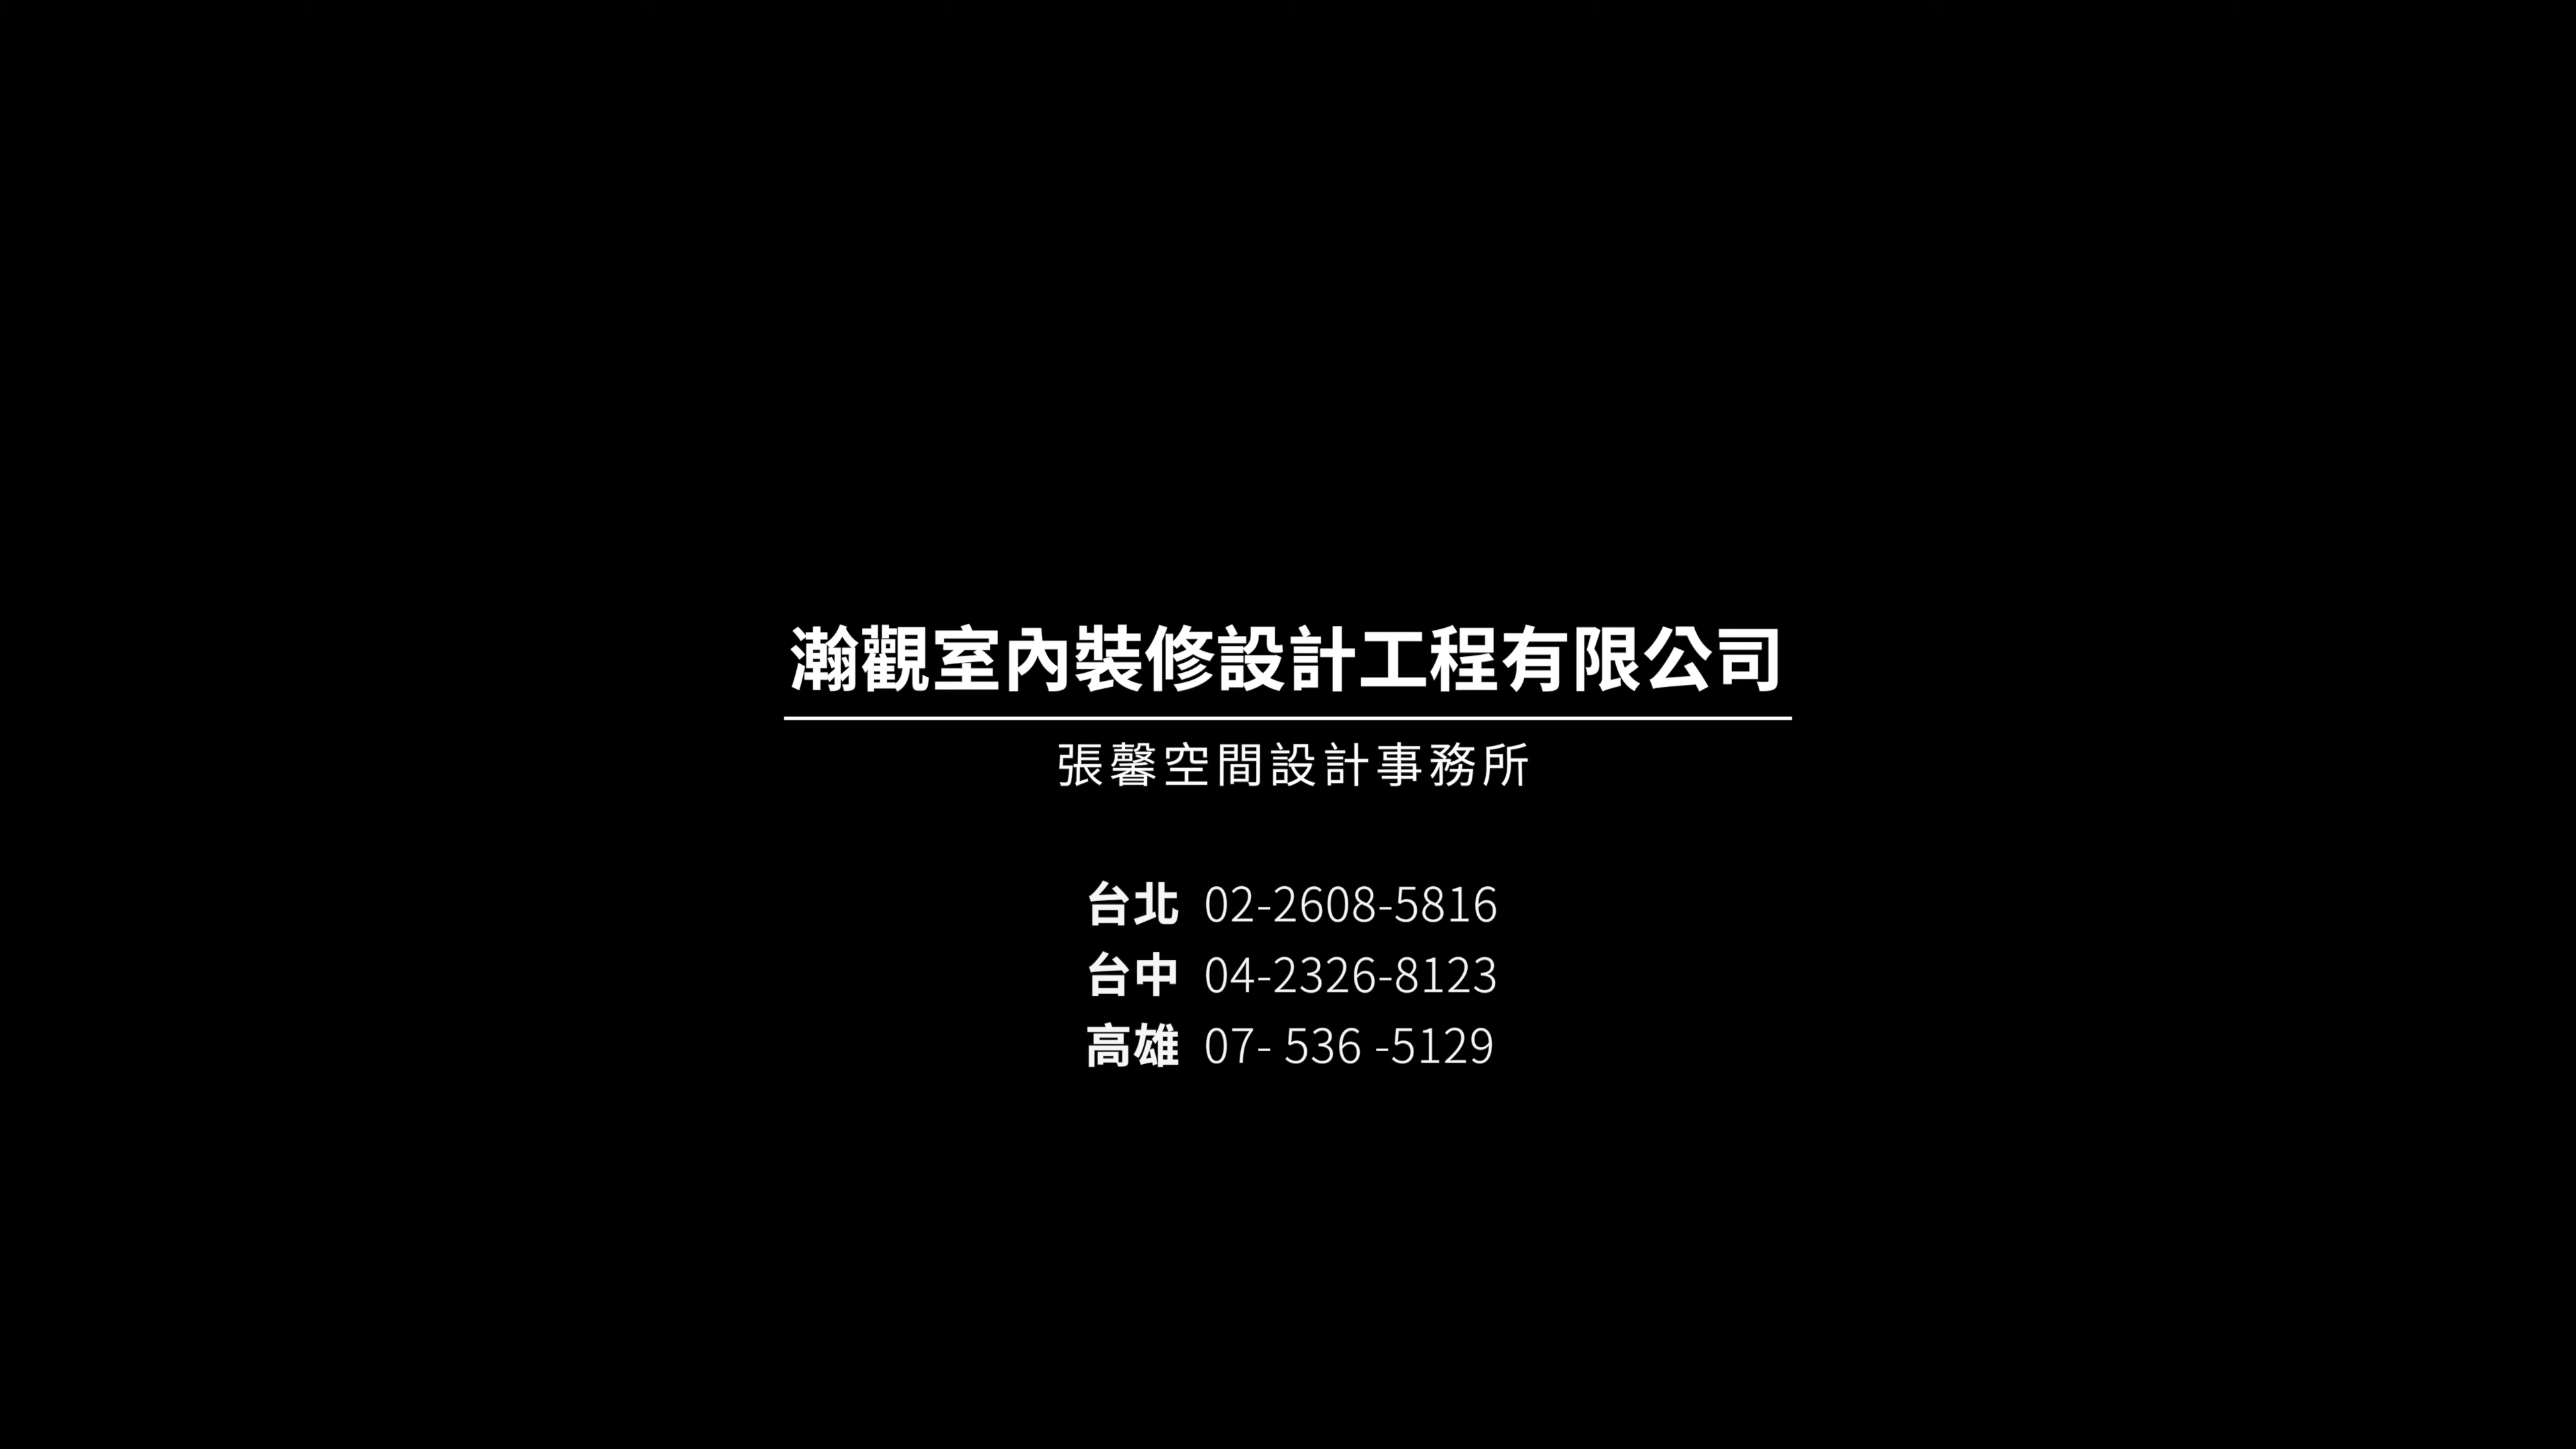 瀚觀室內裝修設計工程有限公司
張馨空間設計事務所
台北 02-2608-5816
台中 04-2326-8123
高雄 07- 536 -5129